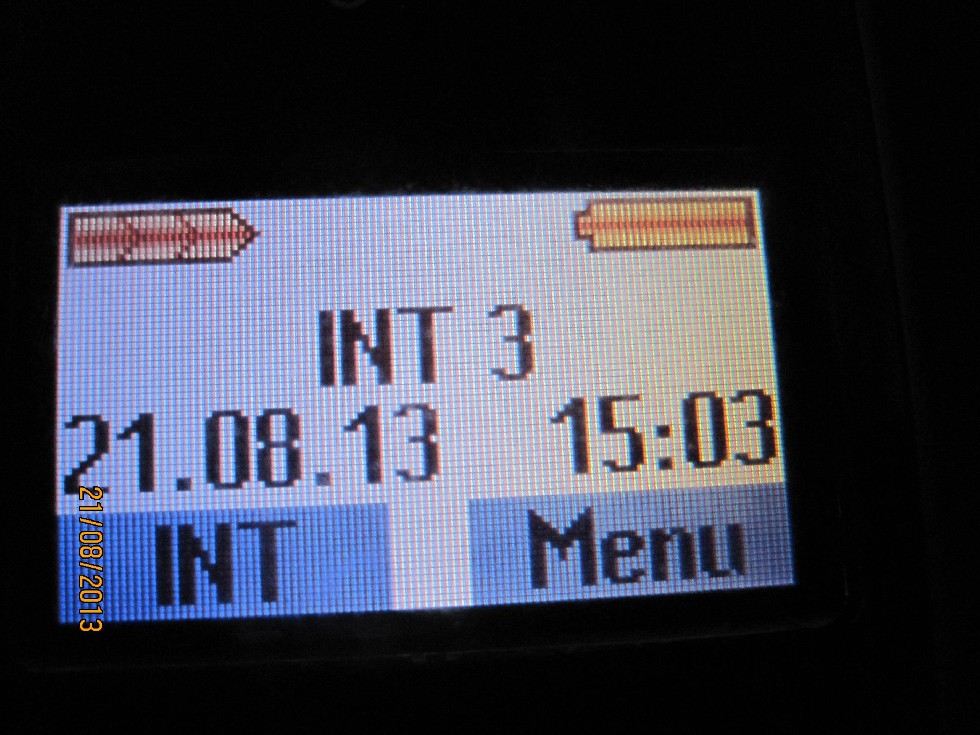 INT 3
21.08.13 15:03
INT Menu
21/08/2013